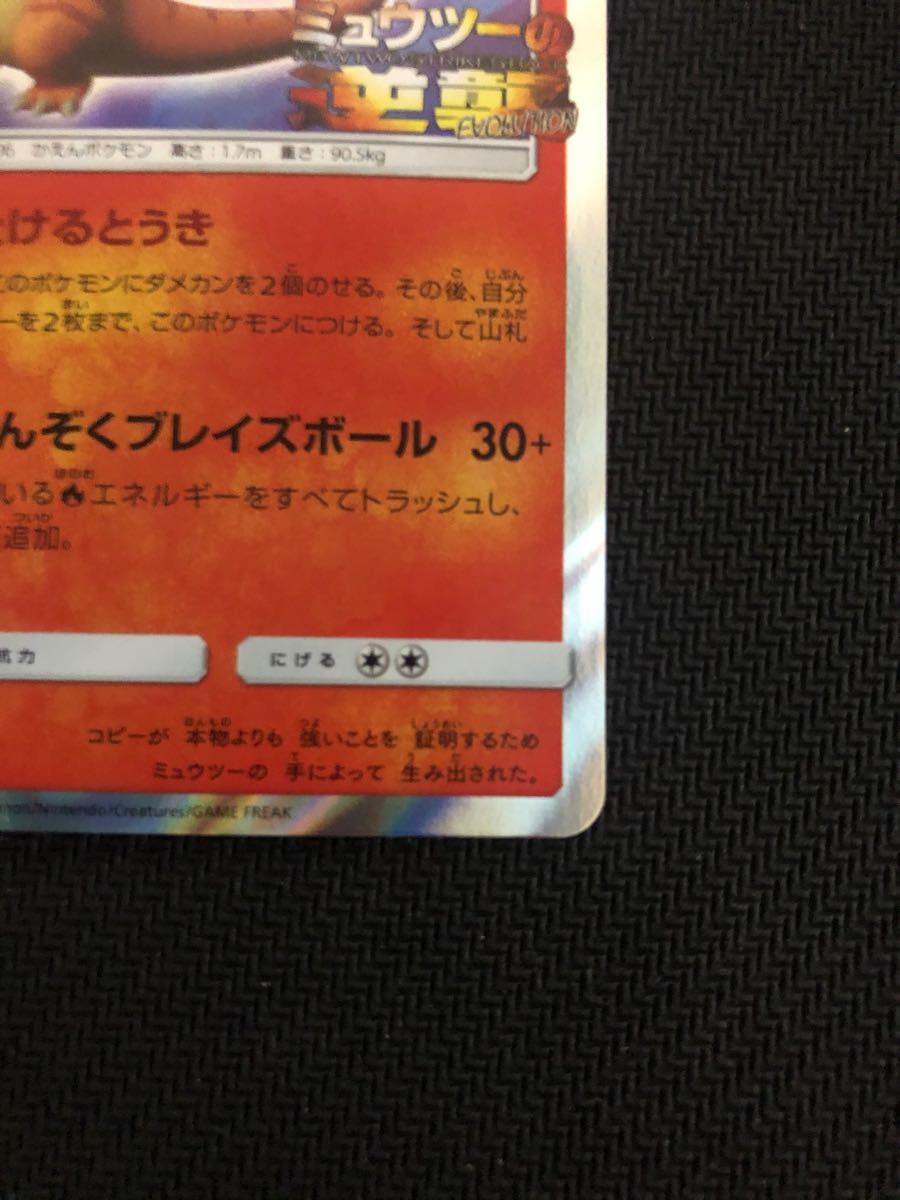 ミュウツーの
MEWTWO STRIKES BACK
逆襲
EVOLUTION
06 かえんポケモン 高さ：1.7m 重さ：90.5kg
けるとうき
のポケモンにダメカンを2個のせる。その後、自分
ーを2枚まで、このポケモンにつける。そして山札
んぞくブレイズボール 30+
いるエネルギーをすべてトラッシュし、
追加。
抗力
にげる
コピーが 本物よりも 強いことを 証明するため
ミュウツーの 手によって 生み出された。
mon/Nintendo/Creatures/GAME FREAK